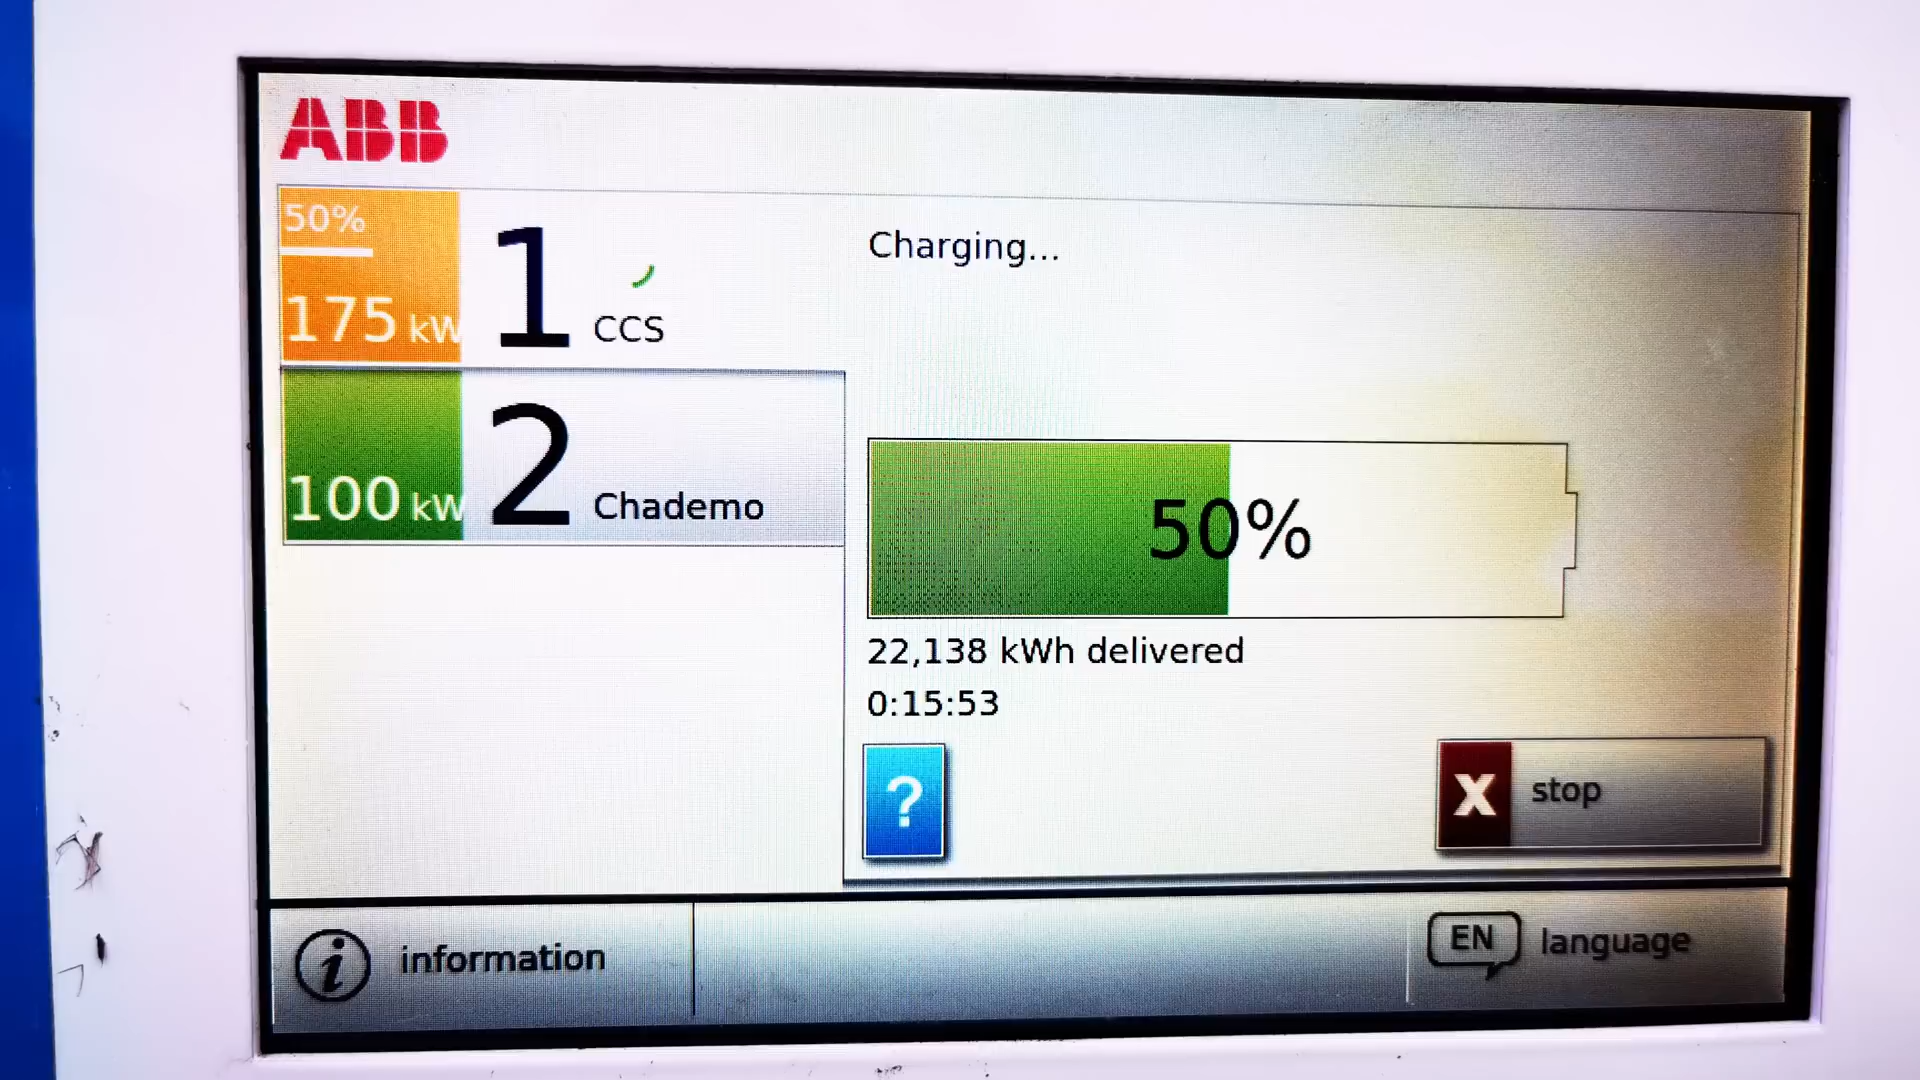 ABB
50%
175 kW
1
CCS
100 kW
2
Chademo
Charging...
50%
22,138 kWh delivered
0:15:53
?
X stop
i information
EN language